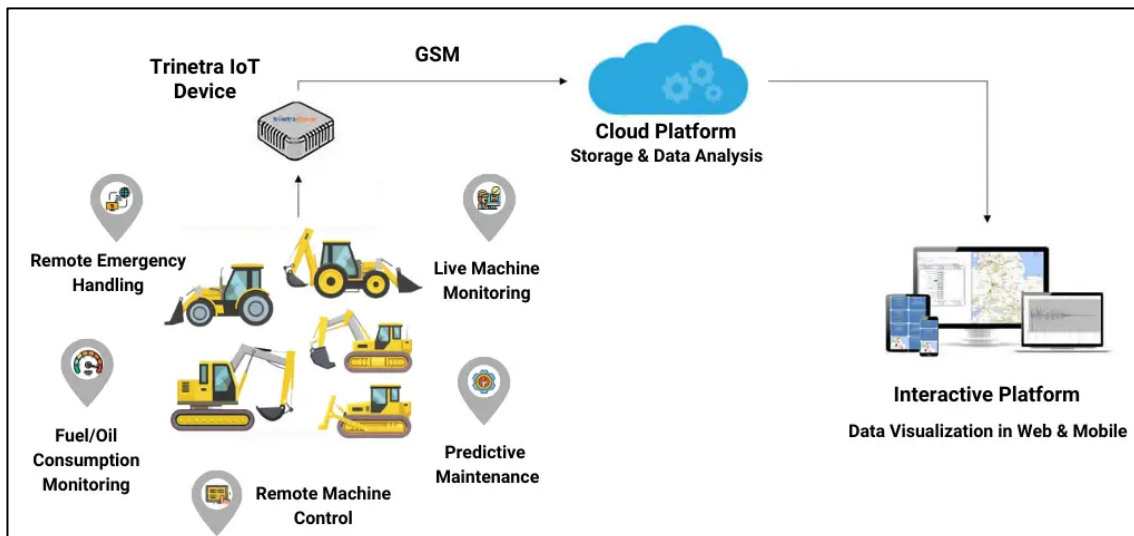 Trinetra IoT
Device
GSM
Cloud Platform
Storage & Data Analysis
Remote Emergency
Handling
Live Machine
Monitoring
Fuel/Oil
Consumption
Monitoring
Predictive
Maintenance
Remote Machine
Control
Interactive Platform
Data Visualization in Web & Mobile